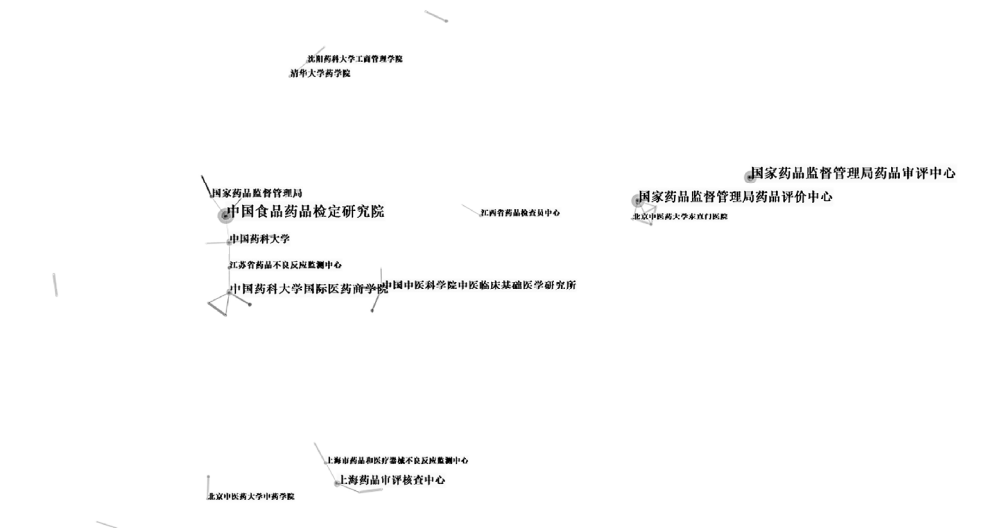 沈阳药科大学工商管理学院
清华大学药学院
国家药品监督管理局药品审评中心
国家药品监督管理局
国家药品监督管理局药品评价中心
中国食品药品检定研究院
江西省药品检查员中心
北京中医药大学东直门医院
中国药科大学
江苏省药品不良反应监测中心
中国药科大学国际医药商学院
中国中医科学院中医临床基础医学研究所
上海市药品和医疗器械不良反应监测中心
上海药品审评核查中心
北京中医药大学中药学院